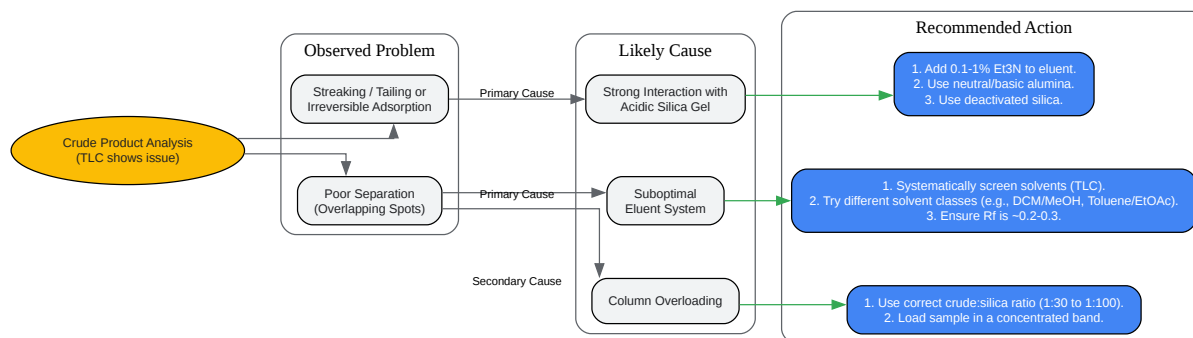 Recommended Action
Observed Problem
Likely Cause
Crude Product Analysis
(TLC shows issue)
Streaking / Tailing or
Irreversible Adsorption
Primary Cause
Strong Interaction with
Acidic Silica Gel
1. Add 0.1-1% Et3N to eluent.
2. Use neutral/basic alumina.
3. Use deactivated silica.
Poor Separation
(Overlapping Spots)
Primary Cause
Suboptimal
Eluent System
1. Systematically screen solvents (TLC).
2. Try different solvent classes (e.g., DCM/MeOH, Toluene/EtOAc).
3. Ensure Rf is ~0.2-0.3.
Secondary Cause
Column Overloading
1. Use correct crude:silica ratio (1:30 to 1:100).
2. Load sample in a concentrated band.